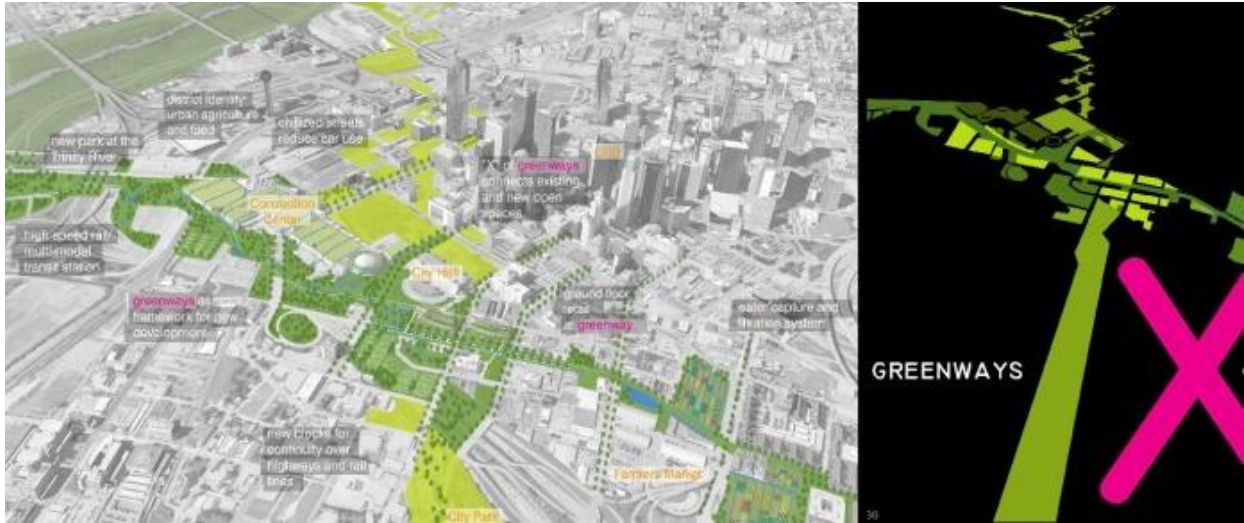 district identity:
urban agriculture
and food
civilized streets
reduce car use
new park at the
Trinity River
"X" of greenways
connects existing
and new open
spaces
CBD
Convention
Center
high-speed rail/
multi-modal
transit station
City Hall
greenways as
framework for new
development
ground floor
greenway
water capture and
filtration system
new blocks for
continuity over
highways and rail
lines
Farmers Market
City Park
GREENWAYS
X
36